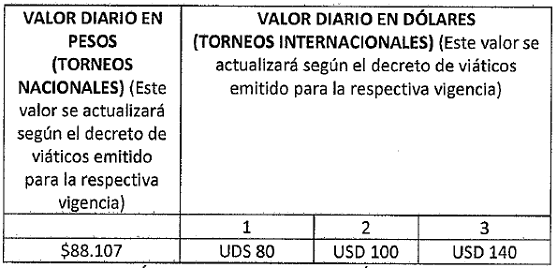 VALOR DIARIO EN
PESOS
(TORNEOS
NACIONALES) (Este
valor se actualizará
según el decreto de
viáticos emitido
para la respectiva
vigencia)
VALOR DIARIO EN DÓLARES
(TORNEOS INTERNACIONALES) (Este valor se
actualizará según el decreto de viáticos
emitido para la respectiva vigencia)
1 2 3
$88.107 UDS 80 USD 100 USD 140